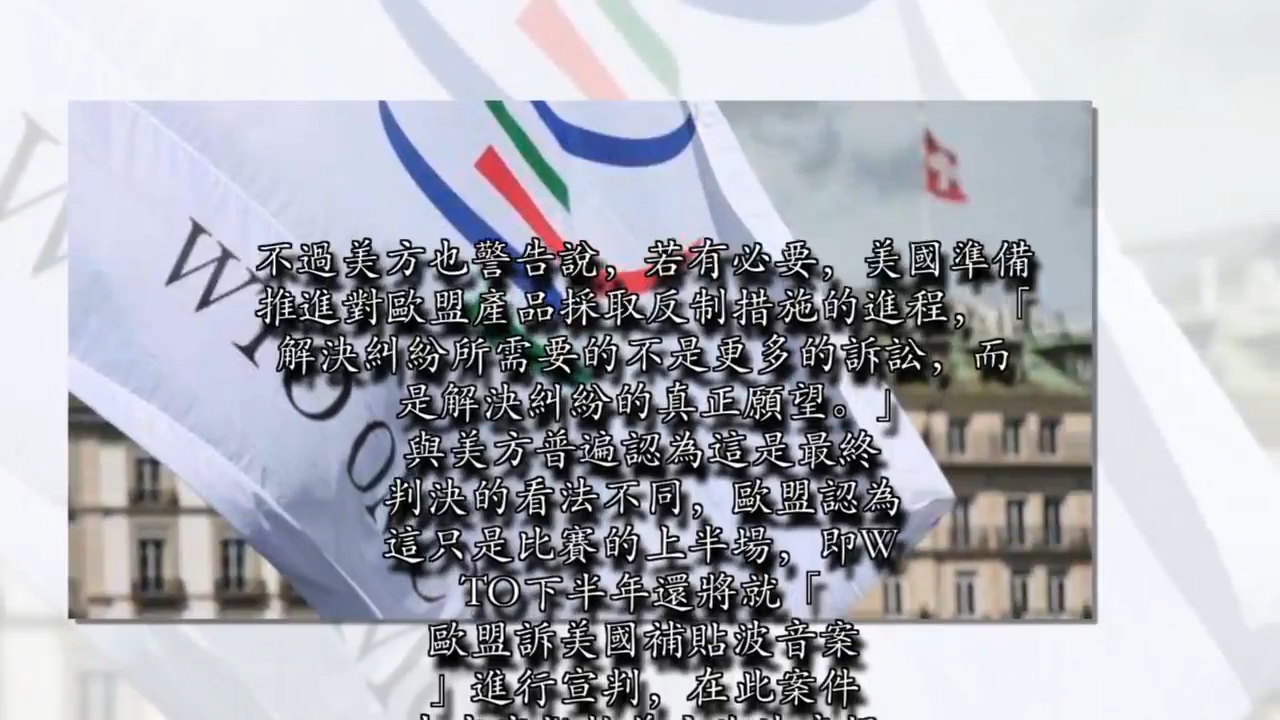 不過美方也警告說，若有必要，美國準備
推進對歐盟產品採取反制措施的進程，「
解決糾紛所需要的不是更多的訴訟，而
是解決糾紛的真正願望。」
與美方普遍認為這是最終
判決的看法不同，歐盟認為
這只是比賽的上半場，即W
TO下半年還將就「
歐盟訴美國補貼波音案
」進行宣判，在此案件
WTO